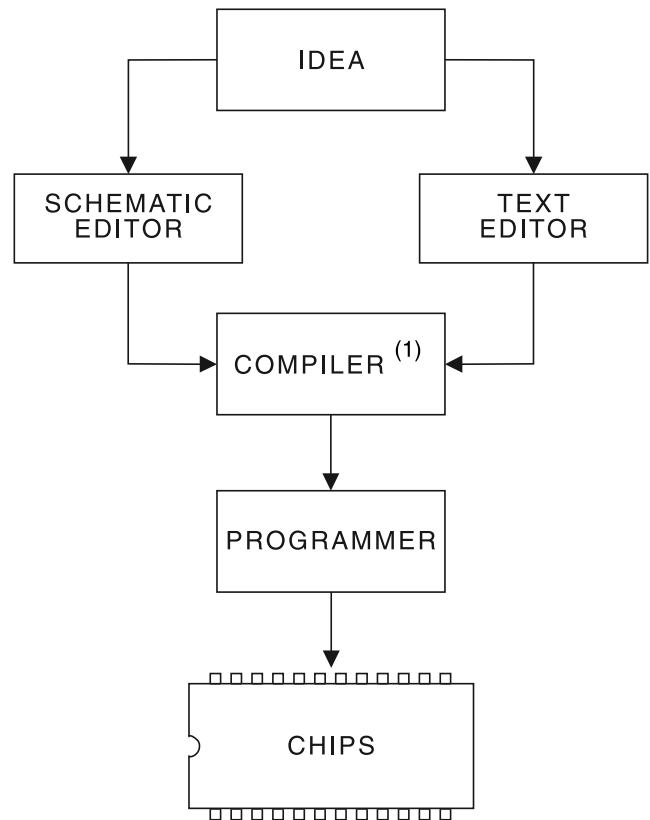 IDEA
SCHEMATIC
EDITOR
TEXT
EDITOR
COMPILER (1)
PROGRAMMER
CHIPS